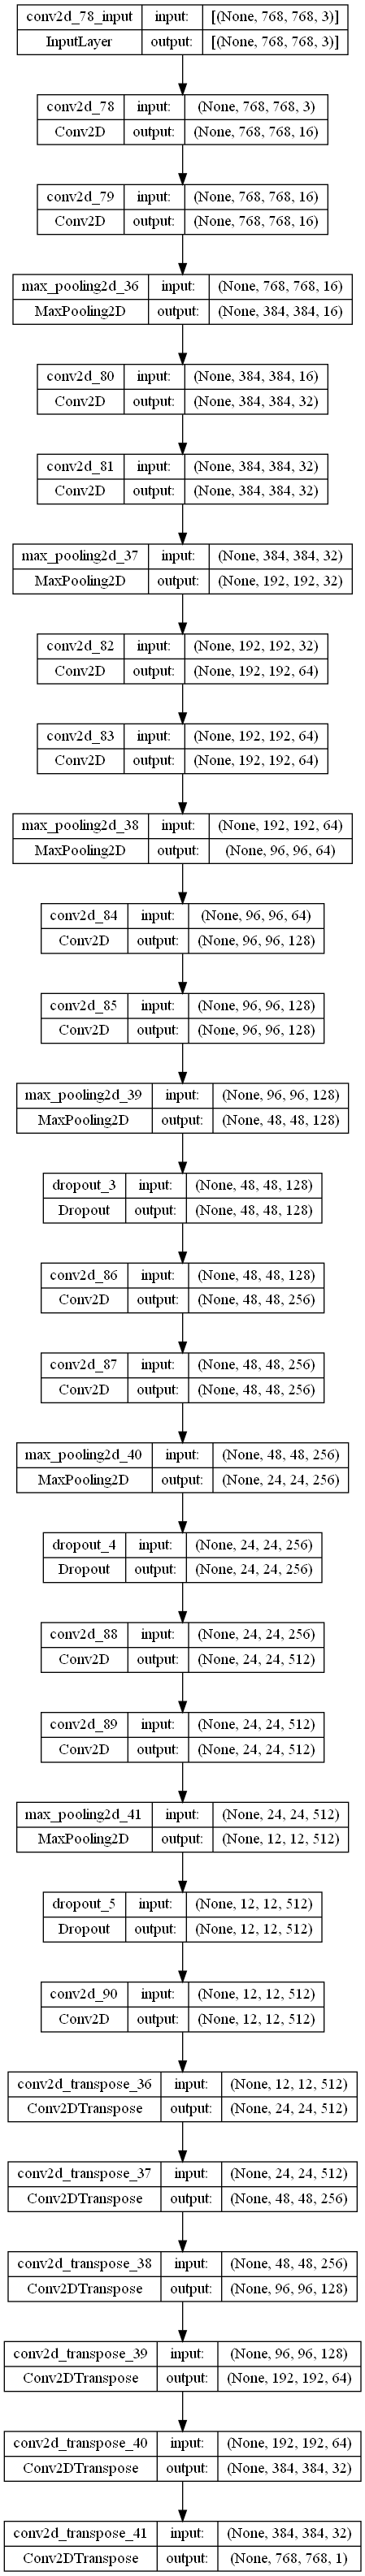 conv2d_78_input input: [(None, 768, 768, 3)]
InputLayer output: [(None, 768, 768, 3)]
conv2d_78 input: (None, 768, 768, 3)
Conv2D output: (None, 768, 768, 16)
conv2d_79 input: (None, 768, 768, 16)
Conv2D output: (None, 768, 768, 16)
max_pooling2d_36 input: (None, 768, 768, 16)
MaxPooling2D output: (None, 384, 384, 16)
conv2d_80 input: (None, 384, 384, 16)
Conv2D output: (None, 384, 384, 32)
conv2d_81 input: (None, 384, 384, 32)
Conv2D output: (None, 384, 384, 32)
max_pooling2d_37 input: (None, 384, 384, 32)
MaxPooling2D output: (None, 192, 192, 32)
conv2d_82 input: (None, 192, 192, 32)
Conv2D output: (None, 192, 192, 64)
conv2d_83 input: (None, 192, 192, 64)
Conv2D output: (None, 192, 192, 64)
max_pooling2d_38 input: (None, 192, 192, 64)
MaxPooling2D output: (None, 96, 96, 64)
conv2d_84 input: (None, 96, 96, 64)
Conv2D output: (None, 96, 96, 128)
conv2d_85 input: (None, 96, 96, 128)
Conv2D output: (None, 96, 96, 128)
max_pooling2d_39 input: (None, 96, 96, 128)
MaxPooling2D output: (None, 48, 48, 128)
dropout_3 input: (None, 48, 48, 128)
Dropout output: (None, 48, 48, 128)
conv2d_86 input: (None, 48, 48, 128)
Conv2D output: (None, 48, 48, 256)
conv2d_87 input: (None, 48, 48, 256)
Conv2D output: (None, 48, 48, 256)
max_pooling2d_40 input: (None, 48, 48, 256)
MaxPooling2D output: (None, 24, 24, 256)
dropout_4 input: (None, 24, 24, 256)
Dropout output: (None, 24, 24, 256)
conv2d_88 input: (None, 24, 24, 256)
Conv2D output: (None, 24, 24, 512)
conv2d_89 input: (None, 24, 24, 512)
Conv2D output: (None, 24, 24, 512)
max_pooling2d_41 input: (None, 24, 24, 512)
MaxPooling2D output: (None, 12, 12, 512)
dropout_5 input: (None, 12, 12, 512)
Dropout output: (None, 12, 12, 512)
conv2d_90 input: (None, 12, 12, 512)
Conv2D output: (None, 12, 12, 512)
conv2d_transpose_36 input: (None, 12, 12, 512)
Conv2DTranspose output: (None, 24, 24, 512)
conv2d_transpose_37 input: (None, 24, 24, 512)
Conv2DTranspose output: (None, 48, 48, 256)
conv2d_transpose_38 input: (None, 48, 48, 256)
Conv2DTranspose output: (None, 96, 96, 128)
conv2d_transpose_39 input: (None, 96, 96, 128)
Conv2DTranspose output: (None, 192, 192, 64)
conv2d_transpose_40 input: (None, 192, 192, 64)
Conv2DTranspose output: (None, 384, 384, 32)
conv2d_transpose_41 input: (None, 384, 384, 32)
Conv2DTranspose output: (None, 768, 768, 1)